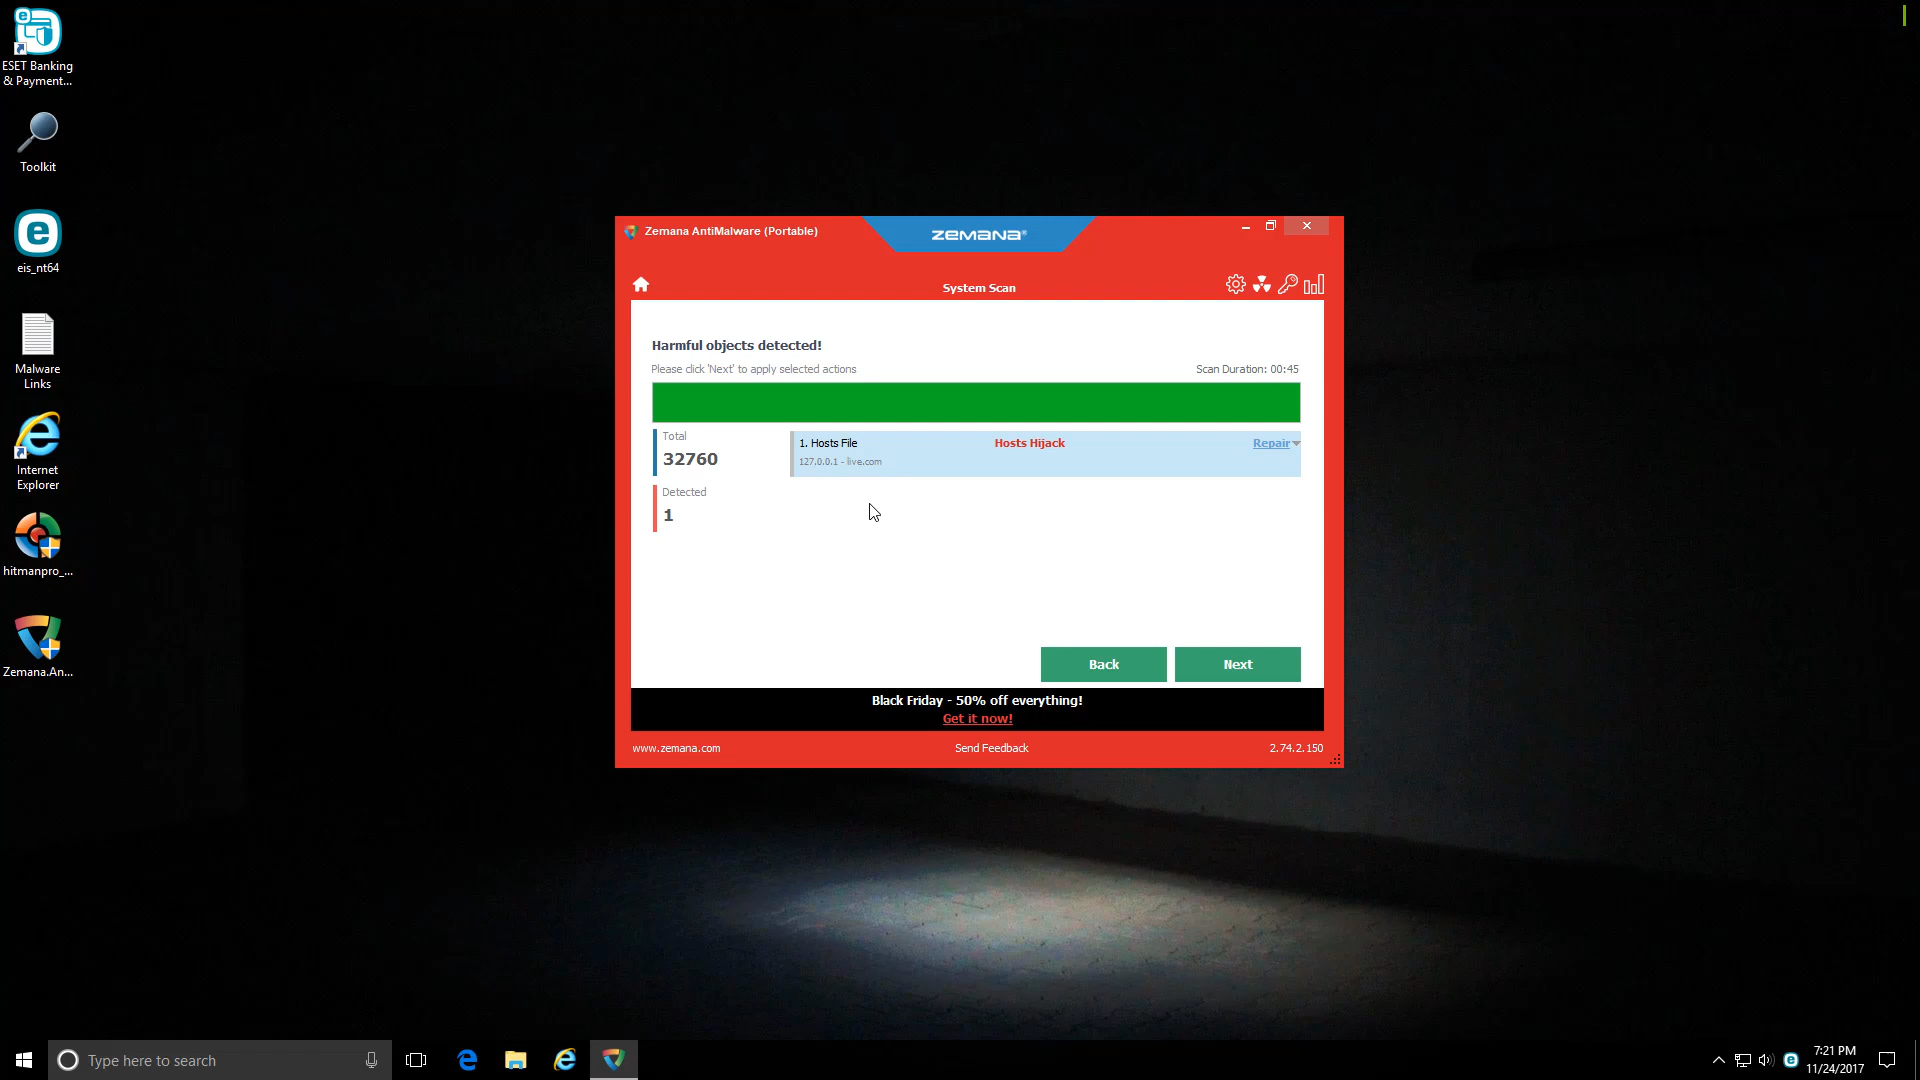 ESET Banking
& Payment...
Toolkit
eis_nt64
Malware
Links
Internet
Explorer
hitmanpro_...
Zemana.An...
Zemana AntiMalware (Portable)
ZEMANA®
System Scan
Harmful objects detected!
Please click 'Next' to apply selected actions
Scan Duration: 00:45
Total
32760
Detected
1
1. Hosts File
Hosts Hijack
Repair
127.0.0.1 - live.com
Back
Next
Black Friday - 50% off everything!
Get it now!
www.zemana.com
Send Feedback
2.74.2.150
Type here to search
7:21 PM
11/24/2017